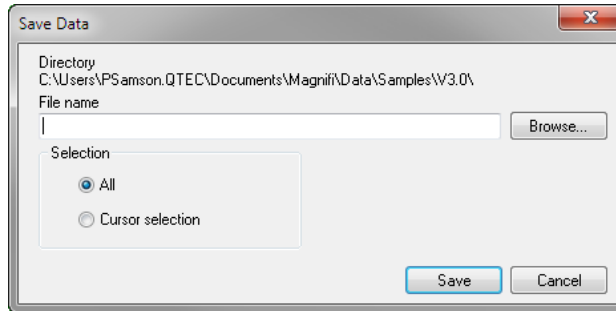 Save Data
Directory
C:\Users\PSamson.QTEC\Documents\Magnifi\Data\Samples\V3.0\
File name
Browse...
Selection
All
Cursor selection
Save
Cancel